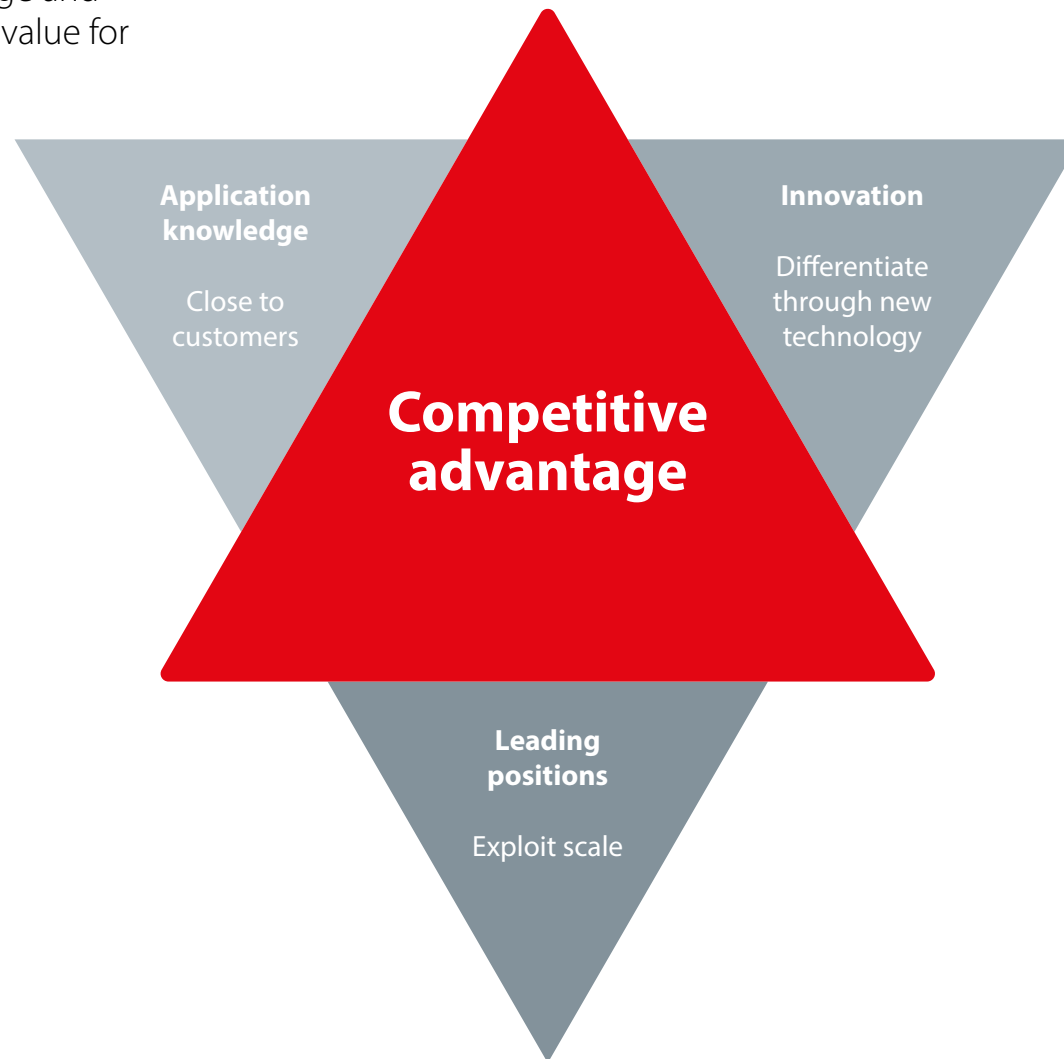 value for
Application
knowledge
Close to
customers
Innovation
Differentiate
through new
technology
Competitive
advantage
Leading
positions
Exploit scale